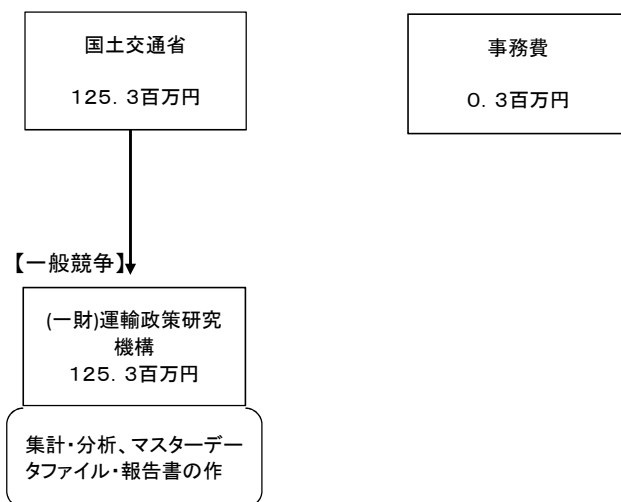 国土交通省
125．3百万円
事務費
0．3百万円
【一般競争】
(一財)運輸政策研究
機構
125．3百万円
集計・分析、マスターデー
タファイル・報告書の作